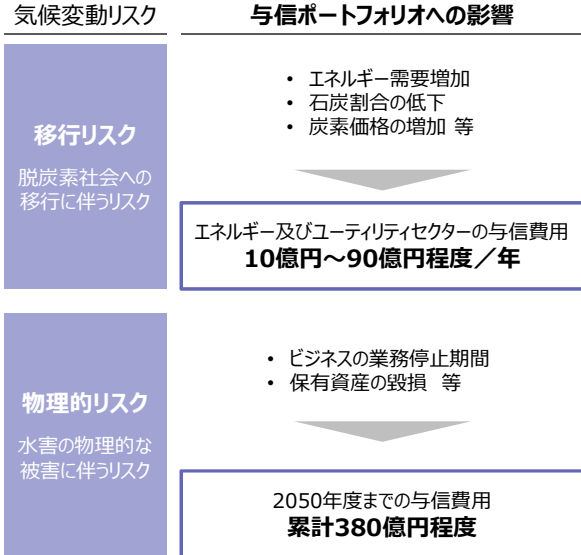 気候変動リスク
与信ポートフォリオへの影響
移行リスク
脱炭素社会への
移行に伴うリスク
• エネルギー需要増加
• 石炭割合の低下
• 炭素価格の増加 等
エネルギー及びユーティリティセクターの与信費用
10億円～90億円程度／年
物理的リスク
水害の物理的な
被害に伴うリスク
• ビジネスの業務停止期間
• 保有資産の毀損 等
2050年度までの与信費用
累計380億円程度